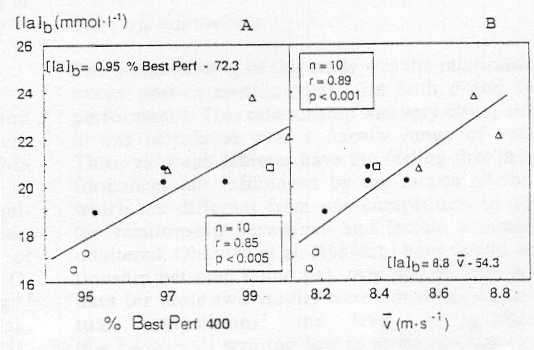 [la]b (mmol·l⁻¹) A B
26
24
22
20
18
16
[la]b = 0.95 % Best Perf - 72.3
n = 10
r = 0.89
p < 0.001
n = 10
r = 0.85
p < 0.005
[la]b = 8.8 v̅ - 54.3
95 97 99 8.2 8.4 8.6 8.8
% Best Perf 400 v̅ (m·s⁻¹)